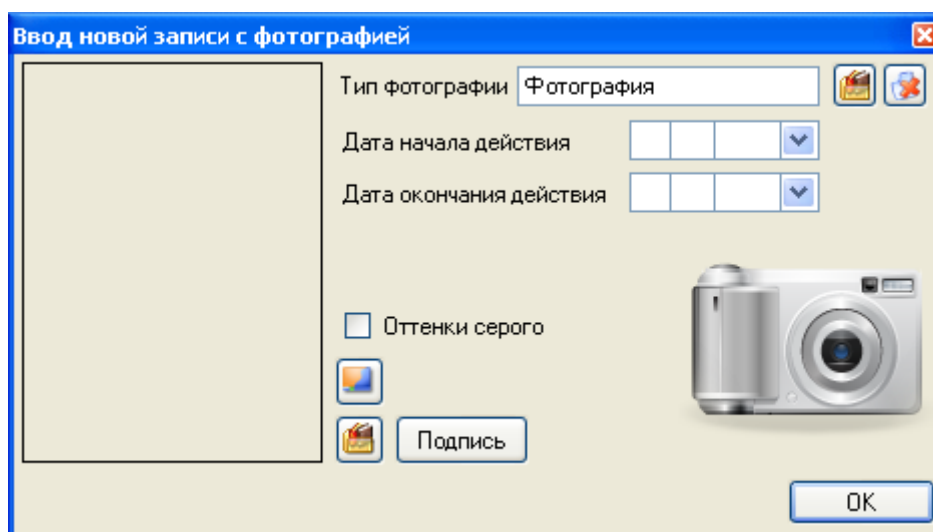 Ввод новой записи с фотографией
Тип фотографии Фотография
Дата начала действия
Дата окончания действия
Оттенки серого
Подпись
OK